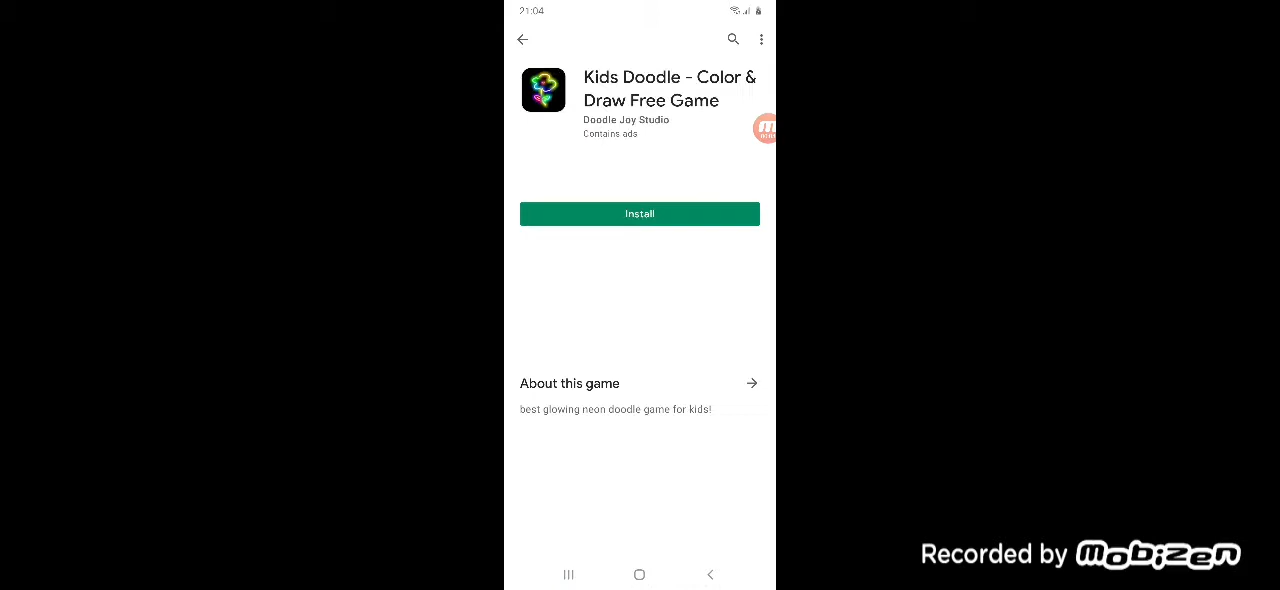 21:04
Kids Doodle - Color &
Draw Free Game
Doodle Joy Studio
Contains ads
Install
About this game
best glowing neon doodle game for kids!
Recorded by mobizen